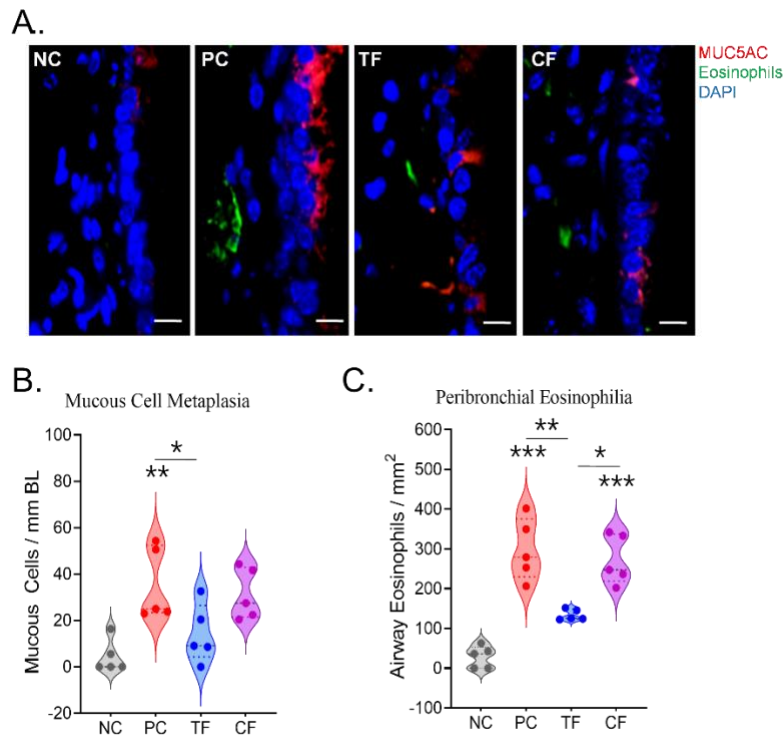 A..
NC
PC
TF
CF
MUC5AC
Eosinophils
DAPI
B.
Mucous Cell Metaplasia
Mucous Cells / mm BL
100
80
60
40
20
0
-20
**
*
NC
PC
TF
CF
C.
Peribronchial Eosinophilia
Airway Eosinophils / mm²
600
500
400
300
200
100
0
-100
**
***
*
***
NC
PC
TF
CF